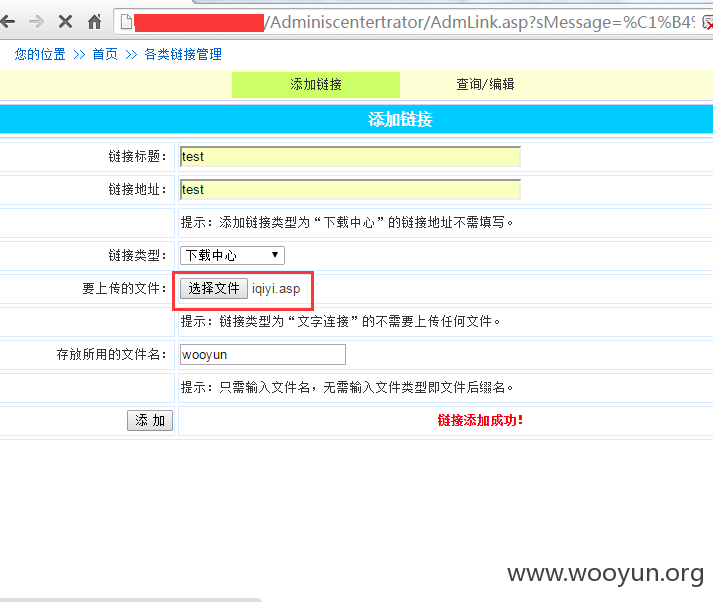 /Adminiscentertrator/AdmLink.asp?sMessage=%C1%B4%
您的位置 >> 首页 >> 各类链接管理
添加链接 查询/编辑
添加链接
链接标题： test
链接地址： test
提示：添加链接类型为“下载中心”的链接地址不需填写。
链接类型： 下载中心
要上传的文件： 选择文件 iqiyi.asp
提示：链接类型为“文字连接”的不需要上传任何文件。
存放所用的文件名： wooyun
提示：只需输入文件名，无需输入文件类型即文件后缀名。
添 加 链接添加成功！
www.wooyun.org